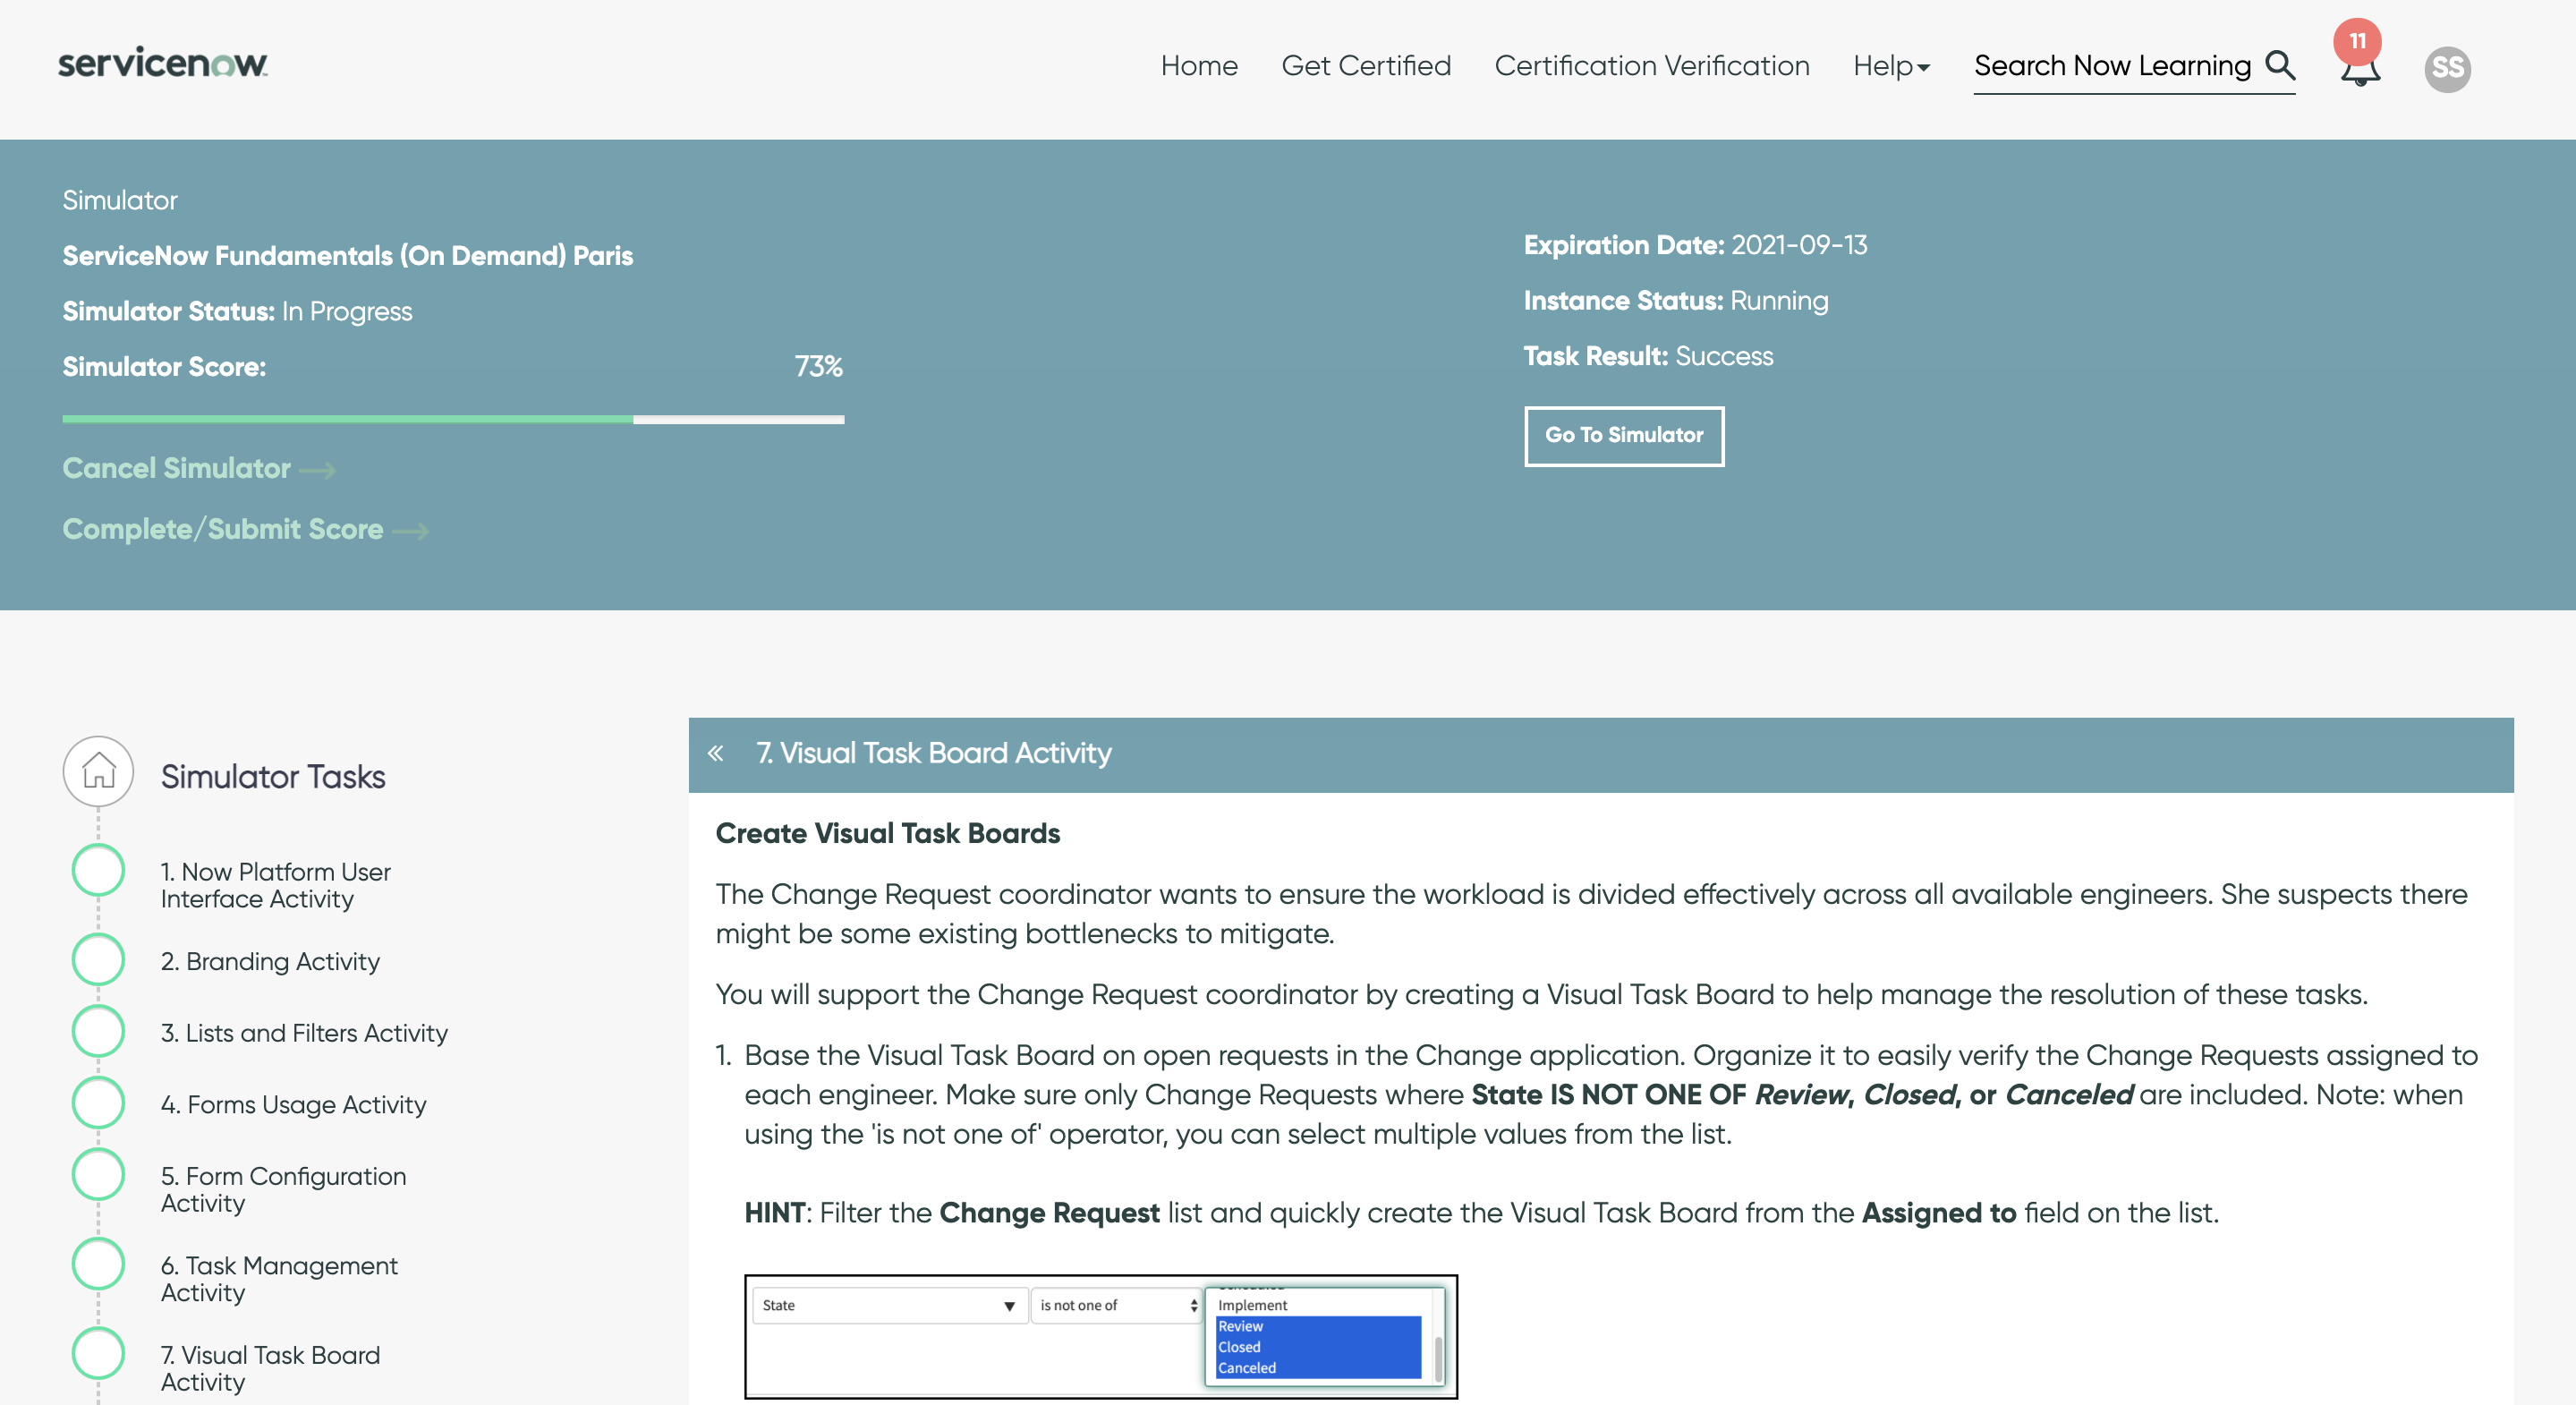 servicenow
Home Get Certified Certification Verification Help Search Now Learning 11 SS
Simulator
ServiceNow Fundamentals (On Demand) Paris
Simulator Status: In Progress
Simulator Score: 73%
Cancel Simulator
Complete/Submit Score
Expiration Date: 2021-09-13
Instance Status: Running
Task Result: Success
Go To Simulator
Simulator Tasks
1. Now Platform User
Interface Activity
2. Branding Activity
3. Lists and Filters Activity
4. Forms Usage Activity
5. Form Configuration
Activity
6. Task Management
Activity
7. Visual Task Board
Activity
« 7. Visual Task Board Activity
Create Visual Task Boards
The Change Request coordinator wants to ensure the workload is divided effectively across all available engineers. She suspects there
might be some existing bottlenecks to mitigate.
You will support the Change Request coordinator by creating a Visual Task Board to help manage the resolution of these tasks.
1. Base the Visual Task Board on open requests in the Change application. Organize it to easily verify the Change Requests assigned to
each engineer. Make sure only Change Requests where State IS NOT ONE OF Review, Closed, or Canceled are included. Note: when
using the 'is not one of' operator, you can select multiple values from the list.
HINT: Filter the Change Request list and quickly create the Visual Task Board from the Assigned to field on the list.
State is not one of
Implement
Review
Closed
Canceled